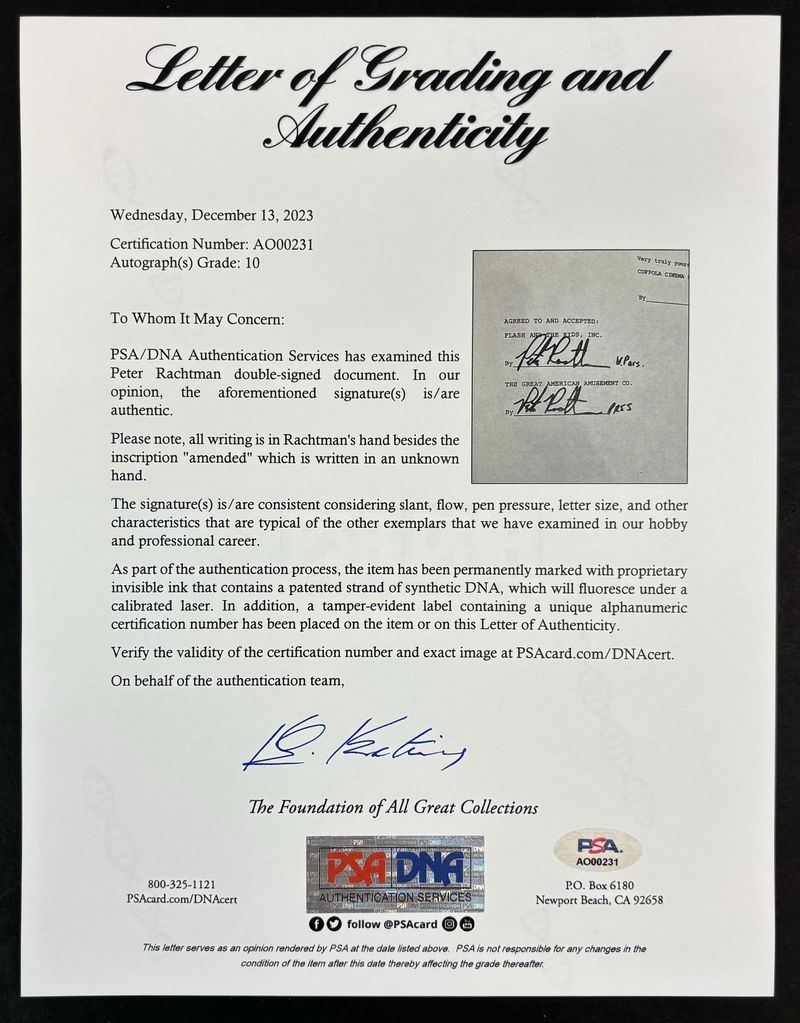 Letter of Grading and
Authenticity
Wednesday, December 13, 2023
Certification Number: AO00231
Autograph(s) Grade: 10
To Whom It May Concern:
PSA/DNA Authentication Services has examined this
Peter Rachtman double-signed document. In our
opinion, the aforementioned signature(s) is/are
authentic.
Please note, all writing is in Rachtman's hand besides the
inscription "amended" which is written in an unknown
hand.
Very truly yours
COPPOLA CINEMA
By
AGREED TO AND ACCEPTED:
FLASH AND THE KIDS, INC.
By V.Pres.
THE GREAT AMERICAN AMUSEMENT CO.
By PRES
The signature(s) is/are consistent considering slant, flow, pen pressure, letter size, and other
characteristics that are typical of the other exemplars that we have examined in our hobby
and professional career.
As part of the authentication process, the item has been permanently marked with proprietary
invisible ink that contains a patented strand of synthetic DNA, which will fluoresce under a
calibrated laser. In addition, a tamper-evident label containing a unique alphanumeric
certification number has been placed on the item or on this Letter of Authenticity.
Verify the validity of the certification number and exact image at PSAcard.com/DNAcert.
On behalf of the authentication team,
The Foundation of All Great Collections
800-325-1121
PSAcard.com/DNAcert
PSA DNA
AUTHENTICATION SERVICES
follow @PSAcard
PSA.
AO00231
P.O. Box 6180
Newport Beach, CA 92658
This letter serves as an opinion rendered by PSA at the date listed above. PSA is not responsible for any changes in the
condition of the item after this date thereby affecting the grade thereafter.